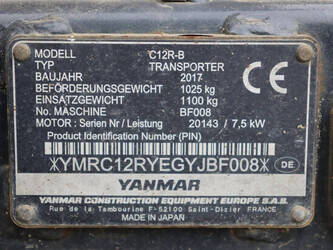 MODELL C12R-B
TYP TRANSPORTER
BAUJAHR 2017
BEFÖRDERUNGSGEWICHT 1025 kg
EINSATZGEWICHT 1100 kg
No. MASCHINE BF008
MOTOR : Serien Nr / Leistung 20143 / 7,5 kW
Product Identification Number (PIN)
CE
YMRC12RYEGYJBF008
DE
YANMAR
YANMAR CONSTRUCTION EQUIPMENT EUROPE S.A.S.
Rue de la Tambourine F-52100 Saint-Dizier FRANCE
MADE IN JAPAN